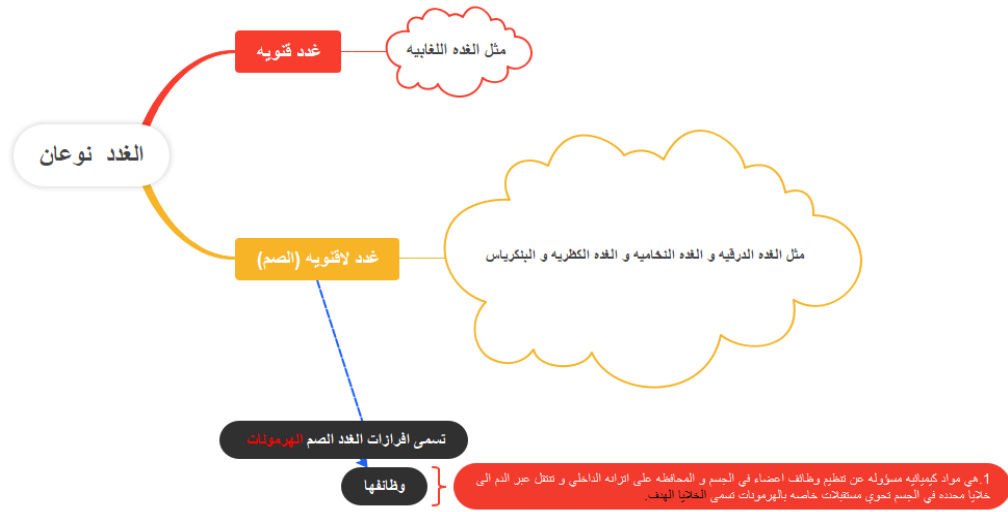 الغدد نوعان
غدد قنويه
مثل الغده اللغابيه
غدد لاقنويه (الصم)
مثل الغده الدرقيه و الغده النخاميه و الغده الكظريه و البنكرياس
تسمى افرازات الغدد الصم الهرمونات
وظائفها
1.هي مواد كيميائيه مسؤوله عن تنظيم وظائف اعضاء في الجسم و المحافظه على اتزانه الداخلي و تنتقل عبر الدم الى
خلايا محدده في الجسم تحوي مستقبلات خاصه بالهرمونات تسمى الخلايا الهدف.